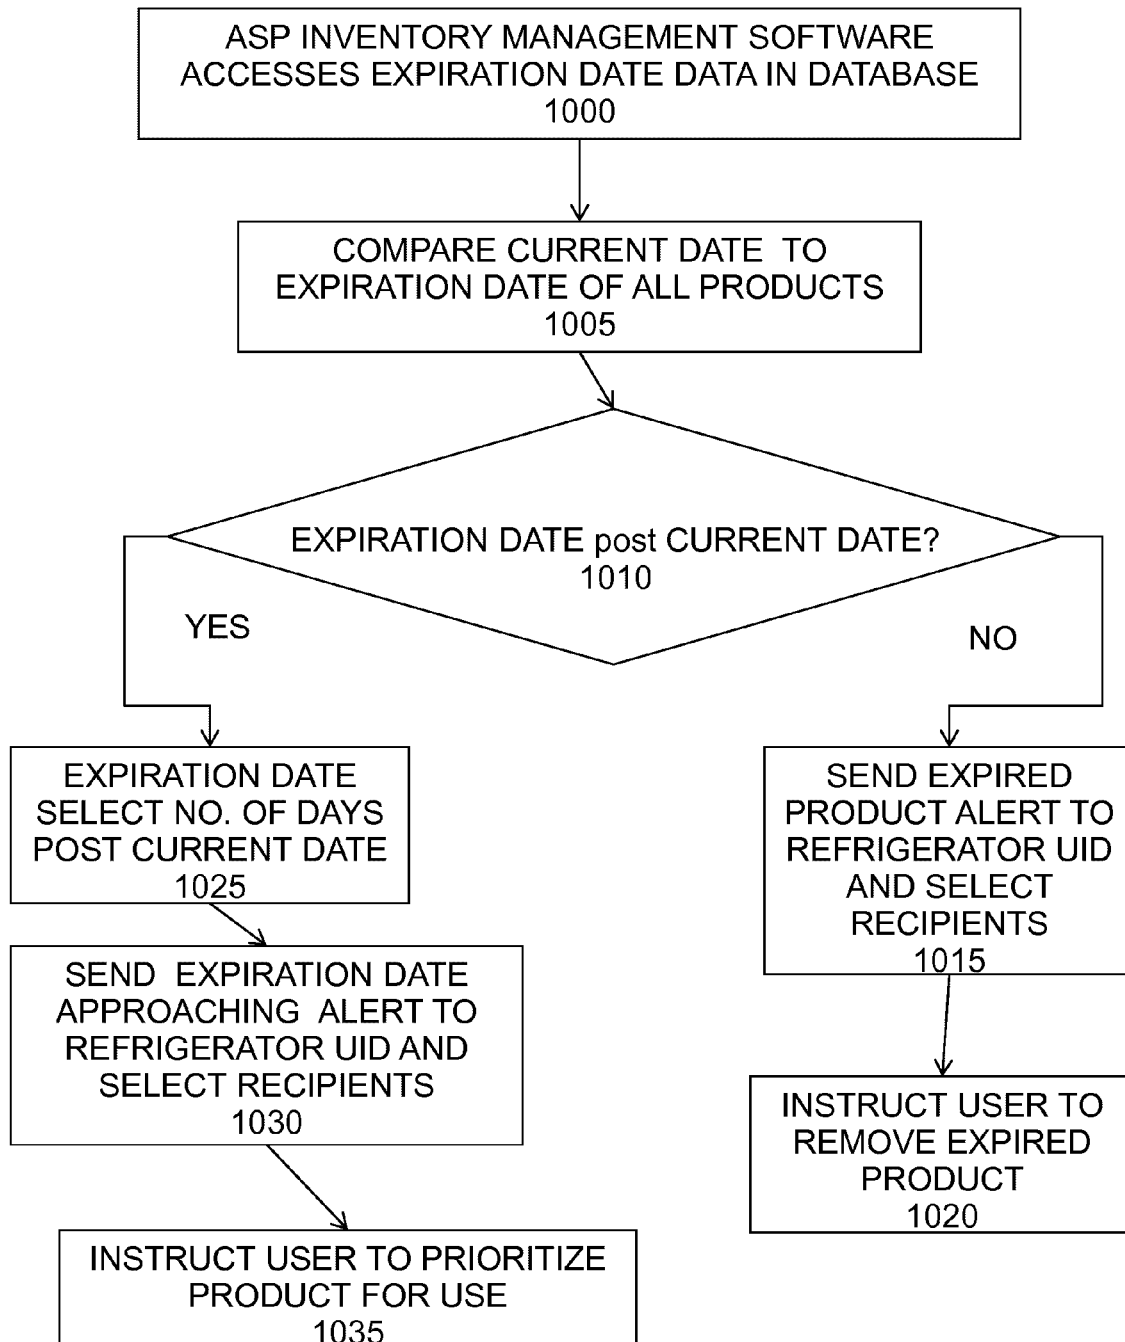 ASP INVENTORY MANAGEMENT SOFTWARE
ACCESSES EXPIRATION DATE DATA IN DATABASE
1000
COMPARE CURRENT DATE TO
EXPIRATION DATE OF ALL PRODUCTS
1005
EXPIRATION DATE post CURRENT DATE?
1010
YES
NO
EXPIRATION DATE
SELECT NO. OF DAYS
POST CURRENT DATE
1025
SEND EXPIRATION DATE
APPROACHING ALERT TO
REFRIGERATOR UID AND
SELECT RECIPIENTS
1030
INSTRUCT USER TO PRIORITIZE
PRODUCT FOR USE
1035
SEND EXPIRED
PRODUCT ALERT TO
REFRIGERATOR UID
AND SELECT
RECIPIENTS
1015
INSTRUCT USER TO
REMOVE EXPIRED
PRODUCT
1020